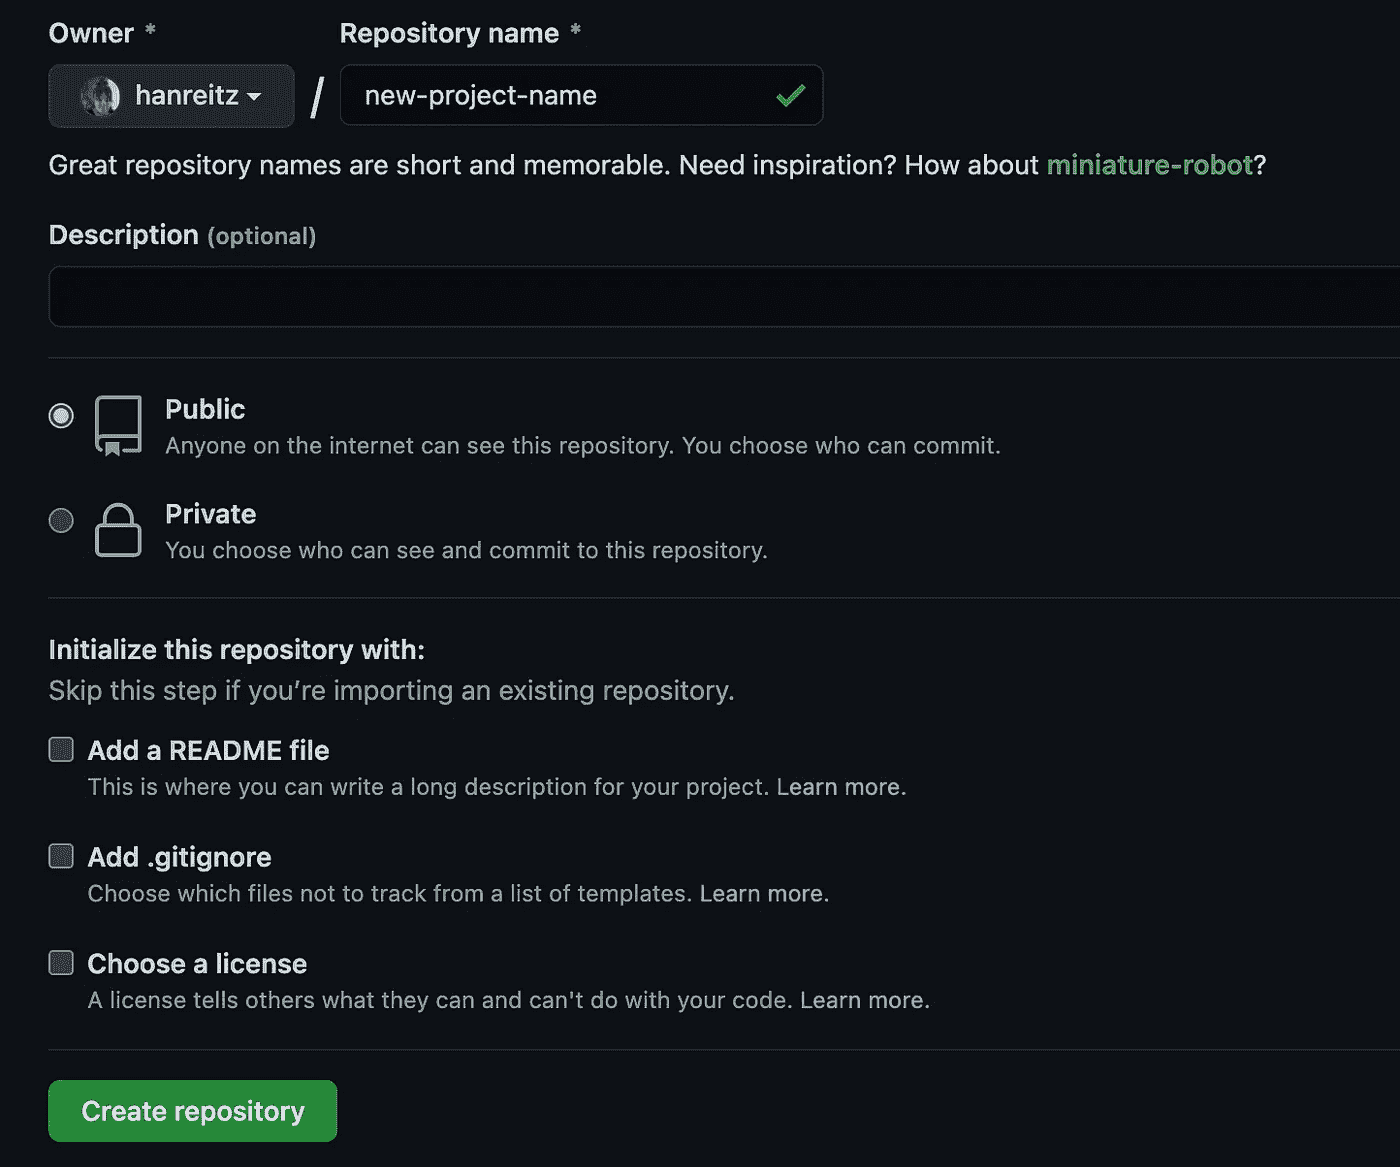 Owner *
Repository name *
hanreitz / new-project-name
Great repository names are short and memorable. Need inspiration? How about miniature-robot?
Description (optional)
Public
Anyone on the internet can see this repository. You choose who can commit.
Private
You choose who can see and commit to this repository.
Initialize this repository with:
Skip this step if you’re importing an existing repository.
Add a README file
This is where you can write a long description for your project. Learn more.
Add .gitignore
Choose which files not to track from a list of templates. Learn more.
Choose a license
A license tells others what they can and can't do with your code. Learn more.
Create repository